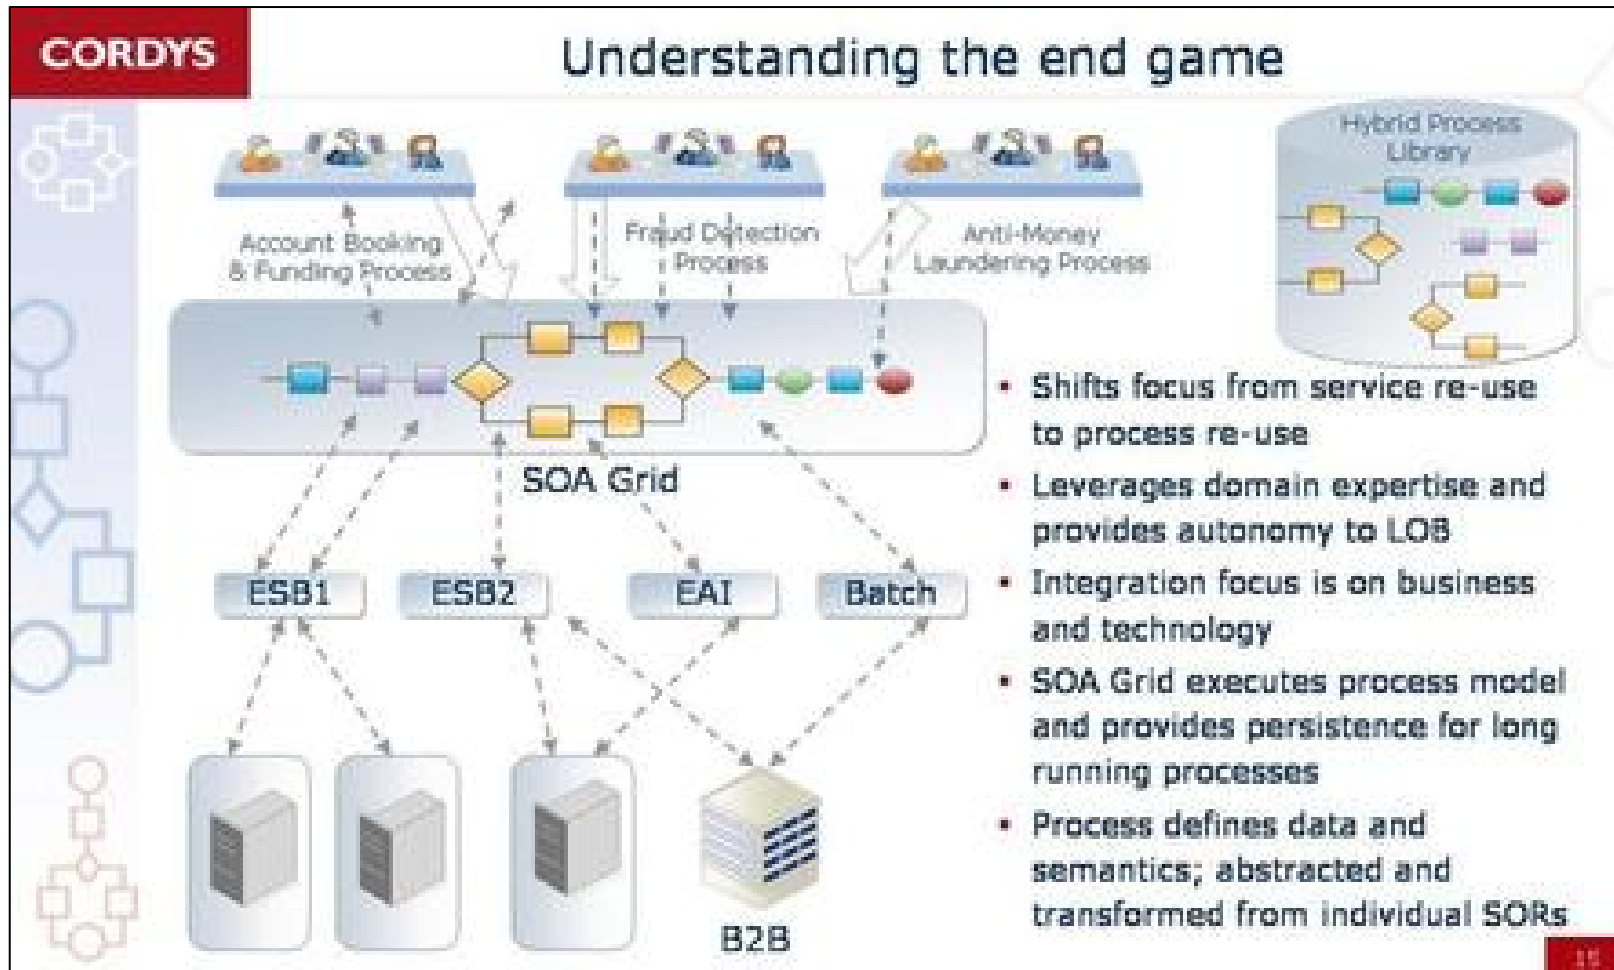 CORDYS
Understanding the end game
Hybrid Process
Library
Account Booking
& Funding Process
Fraud Detection
Process
Anti-Money
Laundering Process
SOA Grid
ESB1
ESB2
EAI
Batch
B2B
• Shifts focus from service re-use
to process re-use
• Leverages domain expertise and
provides autonomy to LOB
• Integration focus is on business
and technology
• SOA Grid executes process model
and provides persistence for long
running processes
• Process defines data and
semantics; abstracted and
transformed from individual SORs
15